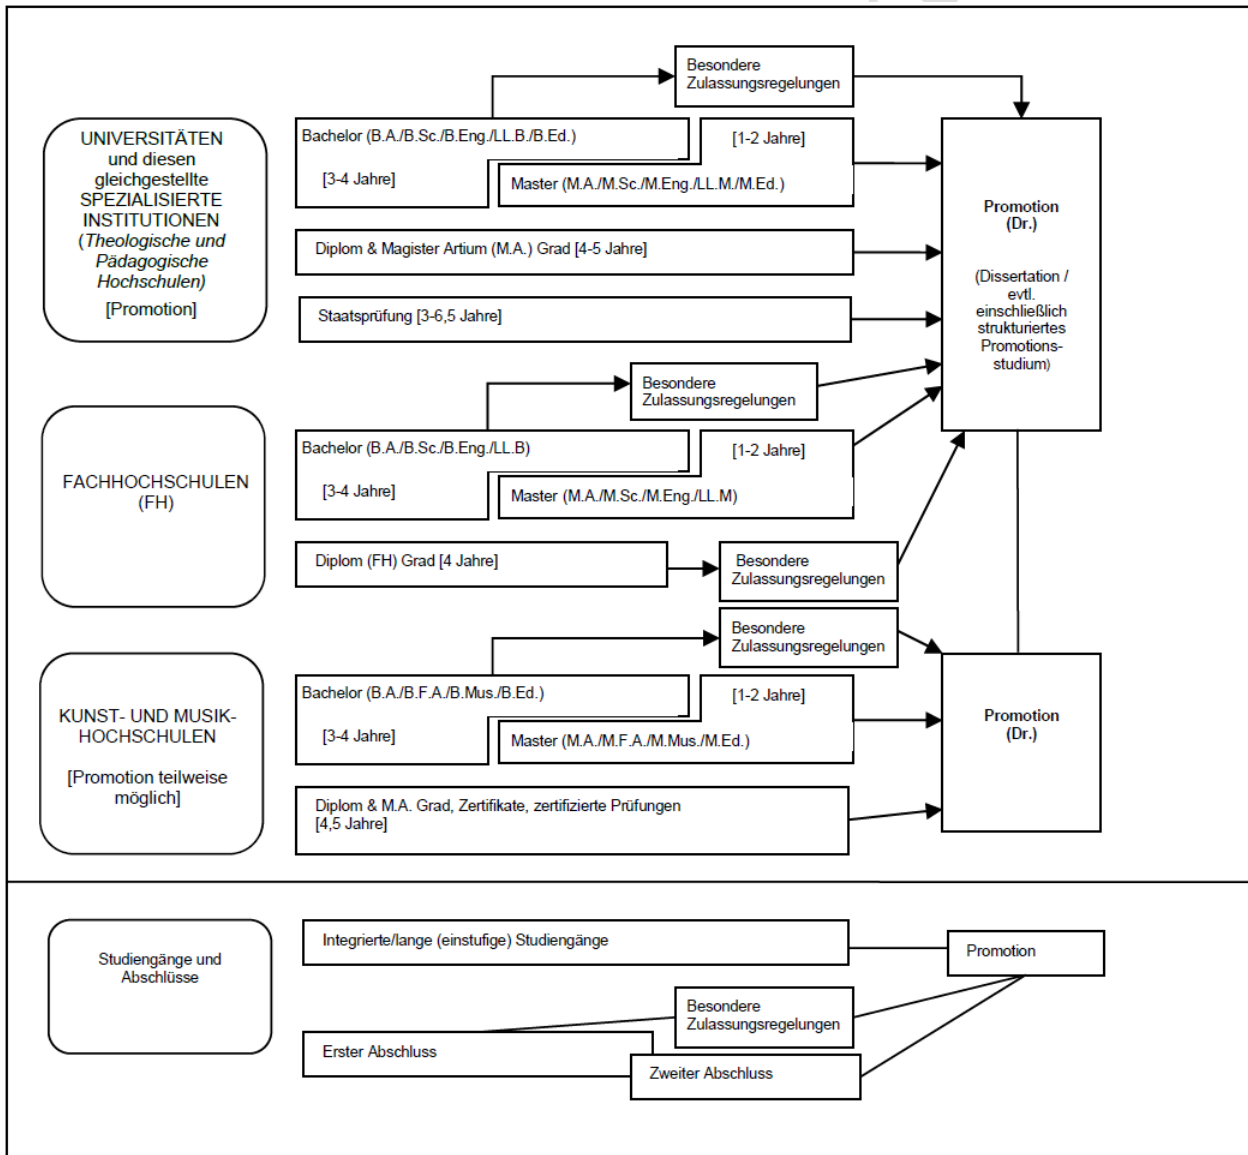 Besondere
Zulassungsregelungen
UNIVERSITÄTEN
und diesen
gleichgestellte
SPEZIALISIERTE
INSTITUTIONEN
(Theologische und
Pädagogische
Hochschulen)
[Promotion]
Bachelor (B.A./B.Sc./B.Eng./LL.B./B.Ed.)
[1-2 Jahre]
[3-4 Jahre]
Master (M.A./M.Sc./M.Eng./LL.M./M.Ed.)
Diplom & Magister Artium (M.A.) Grad [4-5 Jahre]
Staatsprüfung [3-6,5 Jahre]
Promotion
(Dr.)
(Dissertation /
evtl.
einschließlich
strukturiertes
Promotions-
studium)
Besondere
Zulassungsregelungen
FACHHOCHSCHULEN
(FH)
Bachelor (B.A./B.Sc./B.Eng./LL.B)
[1-2 Jahre]
[3-4 Jahre]
Master (M.A./M.Sc./M.Eng./LL.M)
Diplom (FH) Grad [4 Jahre]
Besondere
Zulassungsregelungen
Besondere
Zulassungsregelungen
KUNST- UND MUSIK-
HOCHSCHULEN
[Promotion teilweise
möglich]
Bachelor (B.A./B.F.A./B.Mus./B.Ed.)
[1-2 Jahre]
[3-4 Jahre]
Master (M.A./M.F.A./M.Mus./M.Ed.)
Diplom & M.A. Grad, Zertifikate, zertifizierte Prüfungen
[4,5 Jahre]
Promotion
(Dr.)
Studiengänge und
Abschlüsse
Integrierte/lange (einstufige) Studiengänge
Promotion
Besondere
Zulassungsregelungen
Erster Abschluss
Zweiter Abschluss